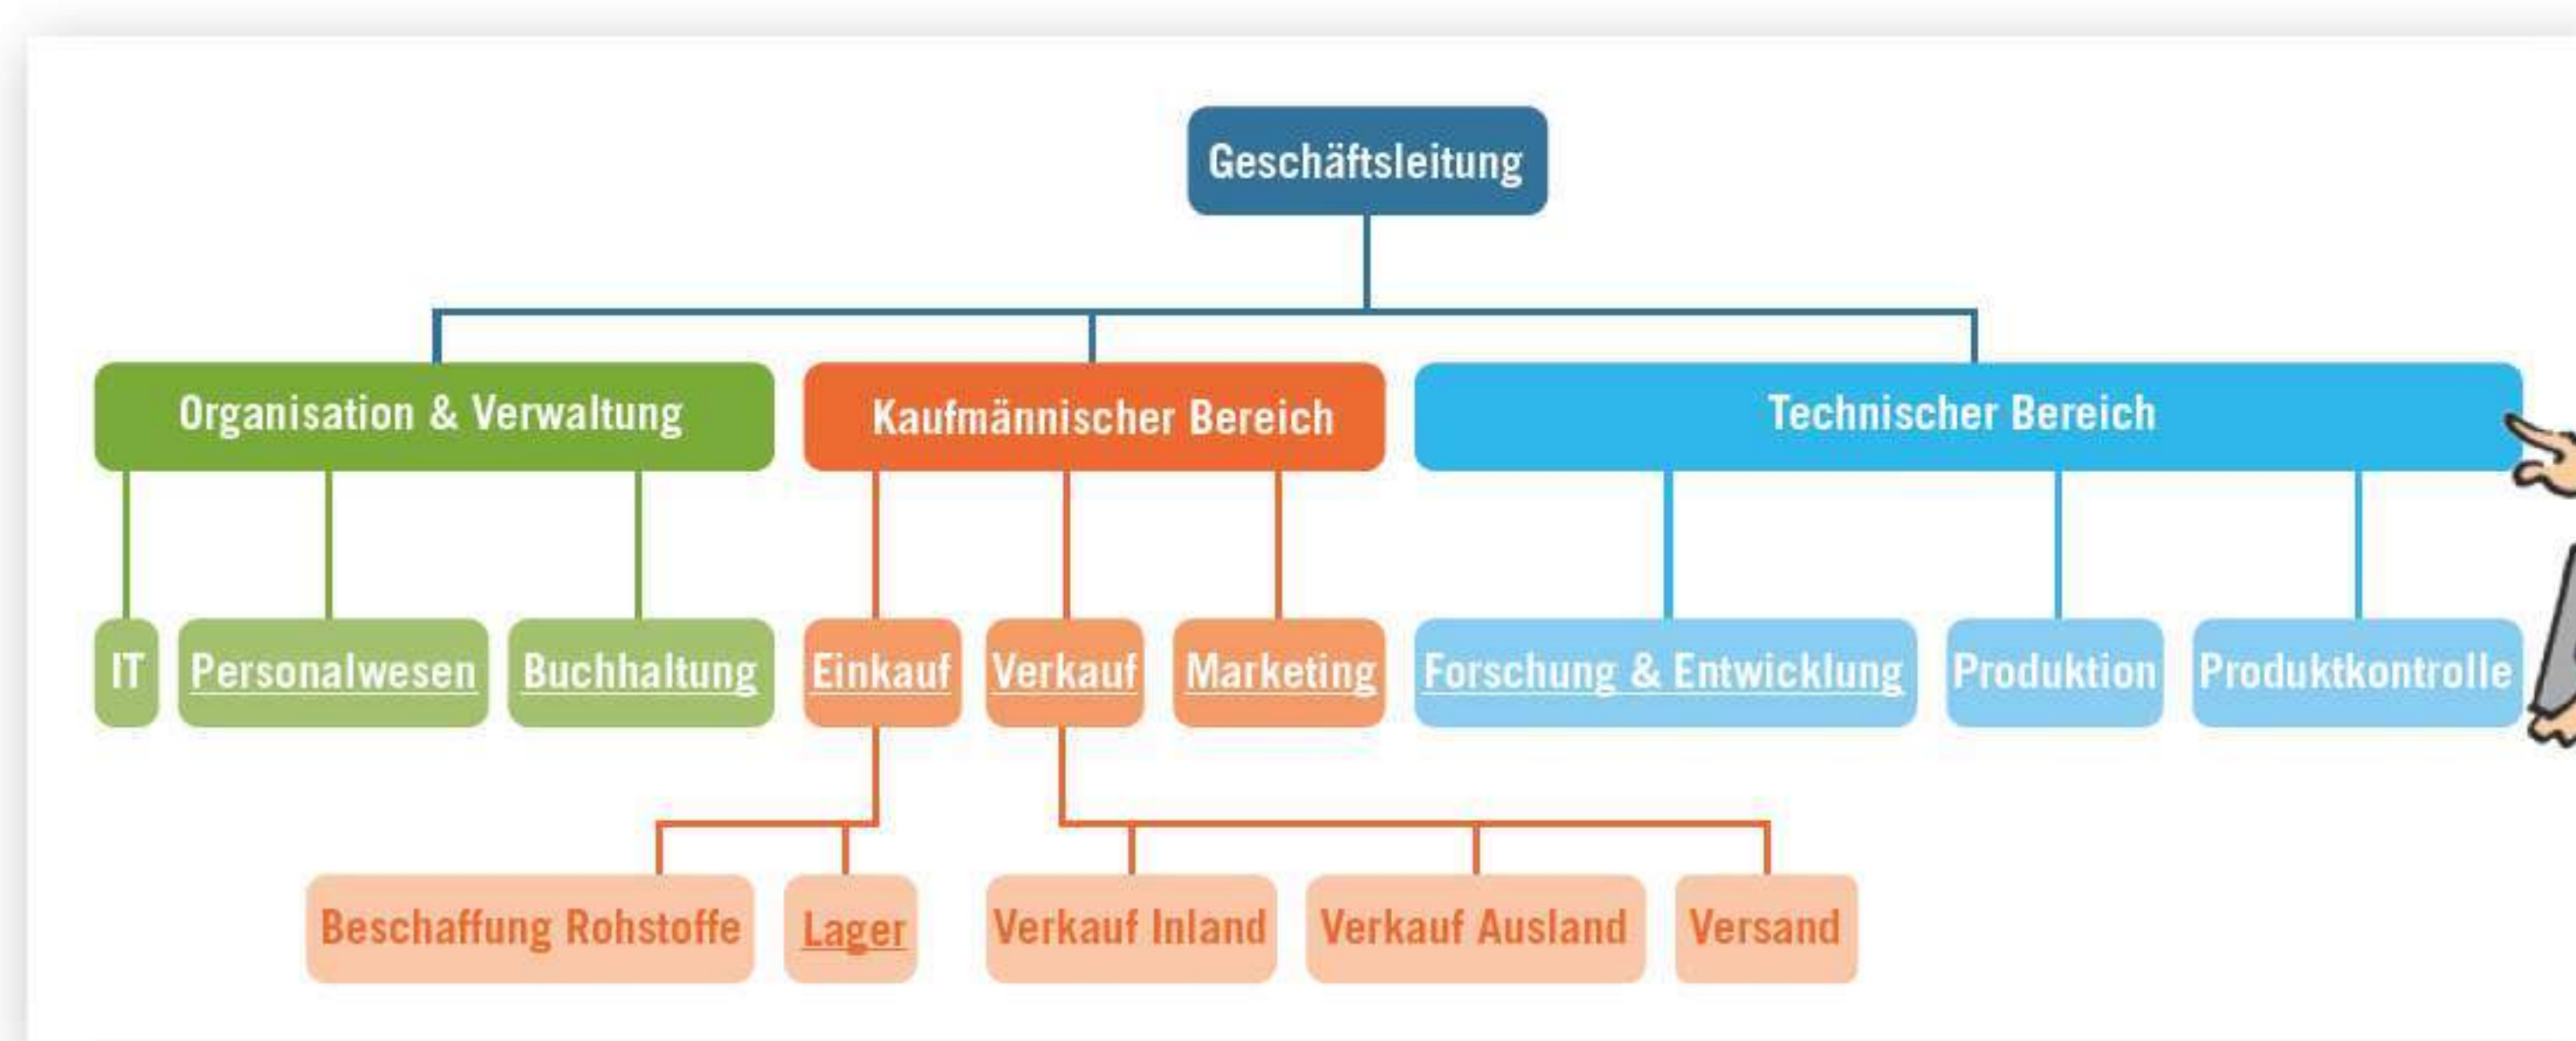 Geschäftsleitung
Organisation & Verwaltung
Kaufmännischer Bereich
Technischer Bereich
IT
Personalwesen
Buchhaltung
Einkauf
Verkauf
Marketing
Forschung & Entwicklung
Produktion
Produktkontrolle
Beschaffung Rohstoffe
Lager
Verkauf Inland
Verkauf Ausland
Versand